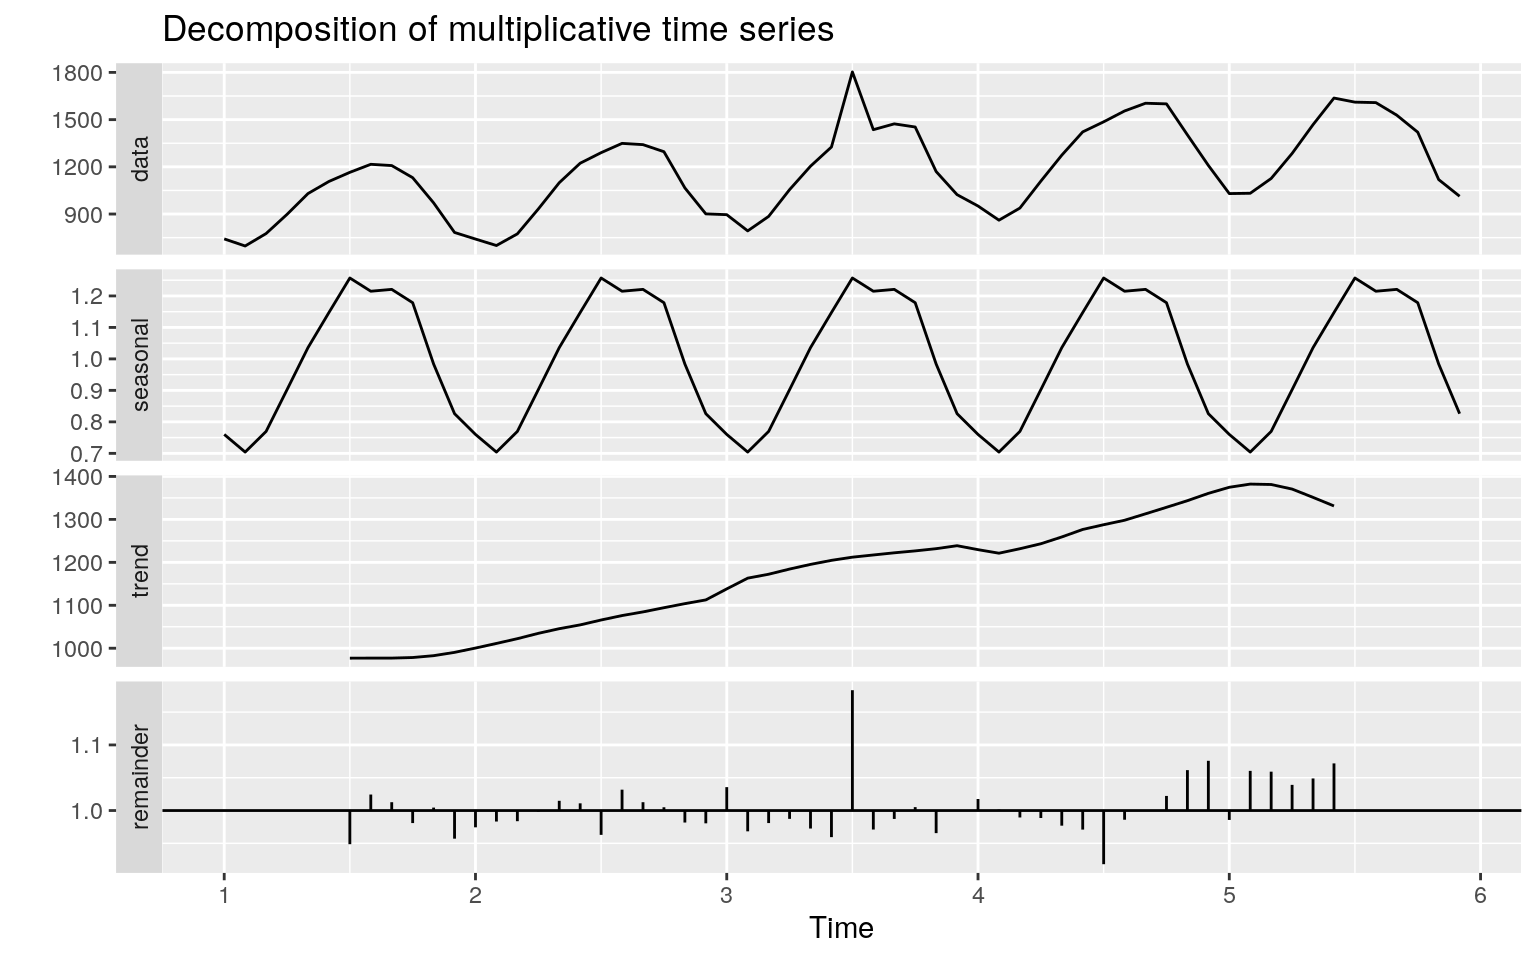 Decomposition of multiplicative time series
1800
1500
1200
900
data
1.2
1.1
1.0
0.9
0.8
0.7
seasonal
1400
1300
1200
1100
1000
trend
1.1
1.0
remainder
1 2 3 4 5 6
Time